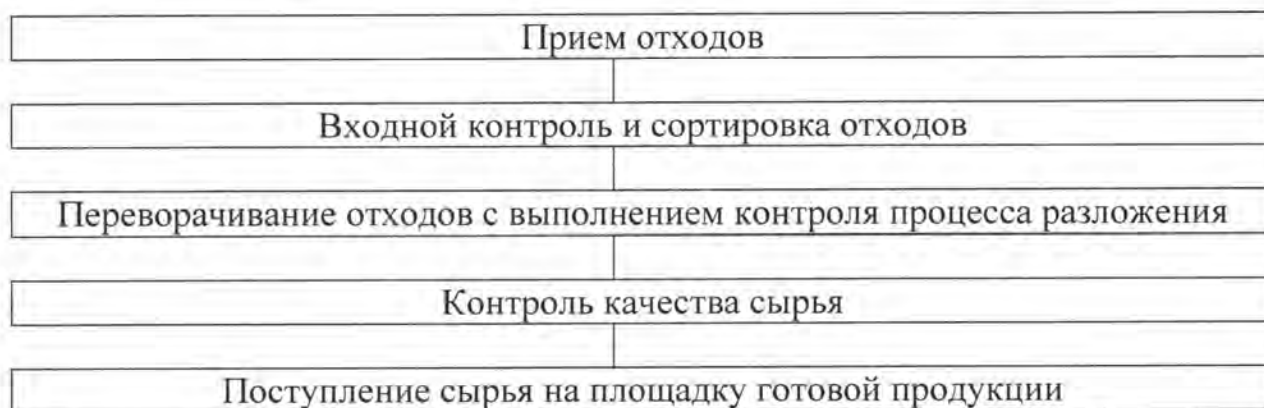 Прием отходов
Входной контроль и сортировка отходов
Переворачивание отходов с выполнением контроля процесса разложения
Контроль качества сырья
Поступление сырья на площадку готовой продукции